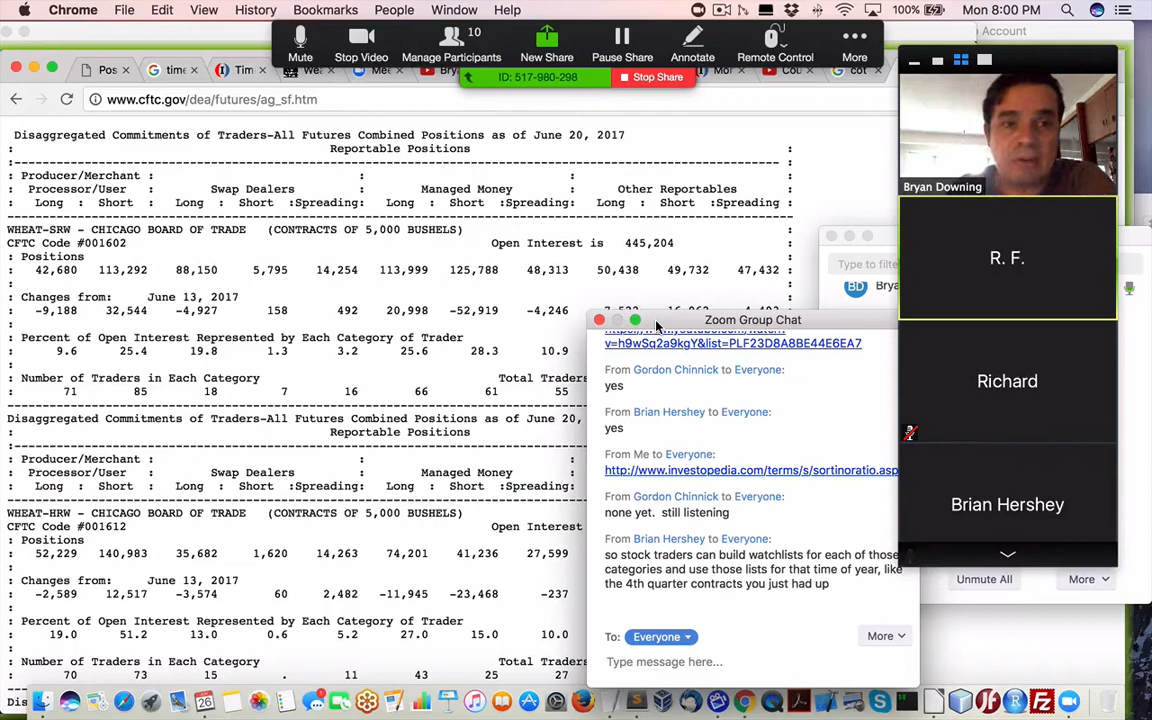 Chrome File Edit View History Bookmarks People Window Help 100% Mon 8:00 PM
10
Mute Stop Video Manage Participants New Share Pause Share Annotate Remote Control More
ID: 517-980-298 Stop Share
Account
Pos time Tim We Mee Bry Mor Cou cot
www.cftc.gov/dea/futures/ag_sf.htm
Disaggregated Commitments of Traders-All Futures Combined Positions as of June 20, 2017
: Reportable Positions :
:-----------------------------------------------------------------------------------------------------
: Producer/Merchant : : : :
: Processor/User : Swap Dealers : Managed Money : Other Reportables :
: Long : Short : Long : Short :Spreading: Long : Short :Spreading: Long : Short :Spreading :
-----------------------------------------------------------------------------------------------------
WHEAT-SRW - CHICAGO BOARD OF TRADE (CONTRACTS OF 5,000 BUSHELS)
CFTC Code #001602 Open Interest is 445,204
: Positions
: 42,680 113,292 88,150 5,795 14,254 113,999 125,788 48,313 50,438 49,732 47,432
:
: Changes from: June 13, 2017
: -9,188 32,544 -4,927 158 492 20,998 -52,919 -4,246
:
: Percent of Open Interest Represented by Each Category of Trader
: 9.6 25.4 19.8 1.3 3.2 25.6 28.3 10.9
:
: Number of Traders in Each Category Total Traders
: 71 85 18 7 16 66 61 55
-----------------------------------------------------------------------------------------------------
Disaggregated Commitments of Traders-All Futures Combined Positions as of June 20,
: Reportable Positions
:-----------------------------------------------------------------------------------------------------
: Producer/Merchant : :
: Processor/User : Swap Dealers : Managed Money
: Long : Short : Long : Short :Spreading: Long : Short :Spreading
-----------------------------------------------------------------------------------------------------
WHEAT-HRW - CHICAGO BOARD OF TRADE (CONTRACTS OF 5,000 BUSHELS)
CFTC Code #001612 Open Interest
: Positions
: 52,229 140,983 35,682 1,620 14,263 74,201 41,236 27,599
:
: Changes from: June 13, 2017
: -2,589 12,517 -3,574 60 2,482 -11,945 -23,468 -237
:
: Percent of Open Interest Represented by Each Category of Trader
: 19.0 51.2 13.0 0.6 5.2 27.0 15.0 10.0
:
: Number of Traders in Each Category Total Traders
: 70 73 15 . 11 43 25 27
Zoom Group Chat
v=h9wSq2a9kgY&list=PLF23D8A8BE44E6EA7
From Gordon Chinnick to Everyone:
yes
From Brian Hershey to Everyone:
yes
From Me to Everyone:
http://www.investopedia.com/terms/s/sortinoratio.asp
From Gordon Chinnick to Everyone:
none yet. still listening
From Brian Hershey to Everyone:
so stock traders can build watchlists for each of those
categories and use those lists for that time of year, like
the 4th quarter contracts you just had up
To: Everyone More
Type message here...
Bryan Downing
R. F.
Richard
Brian Hershey
Type to filter
BD Brya
Unmute All More
26